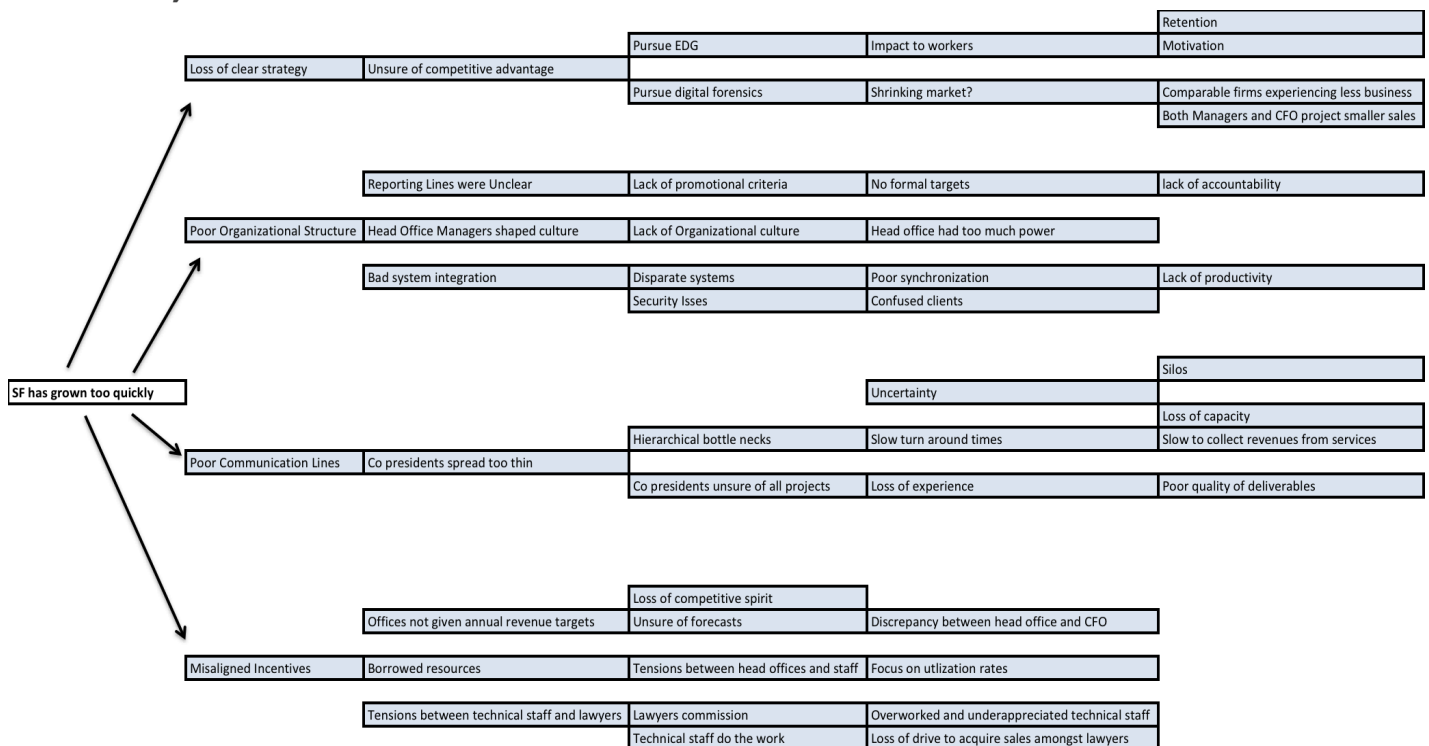 Retention
Pursue EDG Impact to workers Motivation
Loss of clear strategy Unsure of competitive advantage
Pursue digital forensics Shrinking market? Comparable firms experiencing less business
Both Managers and CFO project smaller sales
Reporting Lines were Unclear Lack of promotional criteria No formal targets lack of accountability
Poor Organizational Structure Head Office Managers shaped culture Lack of Organizational culture Head office had too much power
Bad system integration Disparate systems Poor synchronization Lack of productivity
Security Isses Confused clients
Silos
SF has grown too quickly Uncertainty
Loss of capacity
Hierarchical bottle necks Slow turn around times Slow to collect revenues from services
Poor Communication Lines Co presidents spread too thin
Co presidents unsure of all projects Loss of experience Poor quality of deliverables
Loss of competitive spirit
Offices not given annual revenue targets Unsure of forecasts Discrepancy between head office and CFO
Misaligned Incentives Borrowed resources Tensions between head offices and staff Focus on utlization rates
Tensions between technical staff and lawyers Lawyers commission Overworked and underappreciated technical staff
Technical staff do the work Loss of drive to acquire sales amongst lawyers